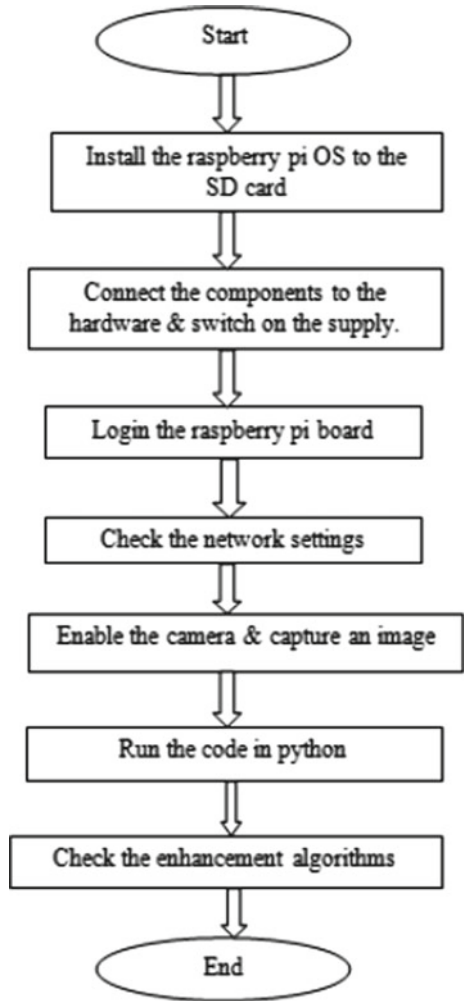 Start
Install the raspberry pi OS to the
SD card
Connect the components to the
hardware & switch on the supply.
Login the raspberry pi board
Check the network settings
Enable the camera & capture an image
Run the code in python
Check the enhancement algorithms
End